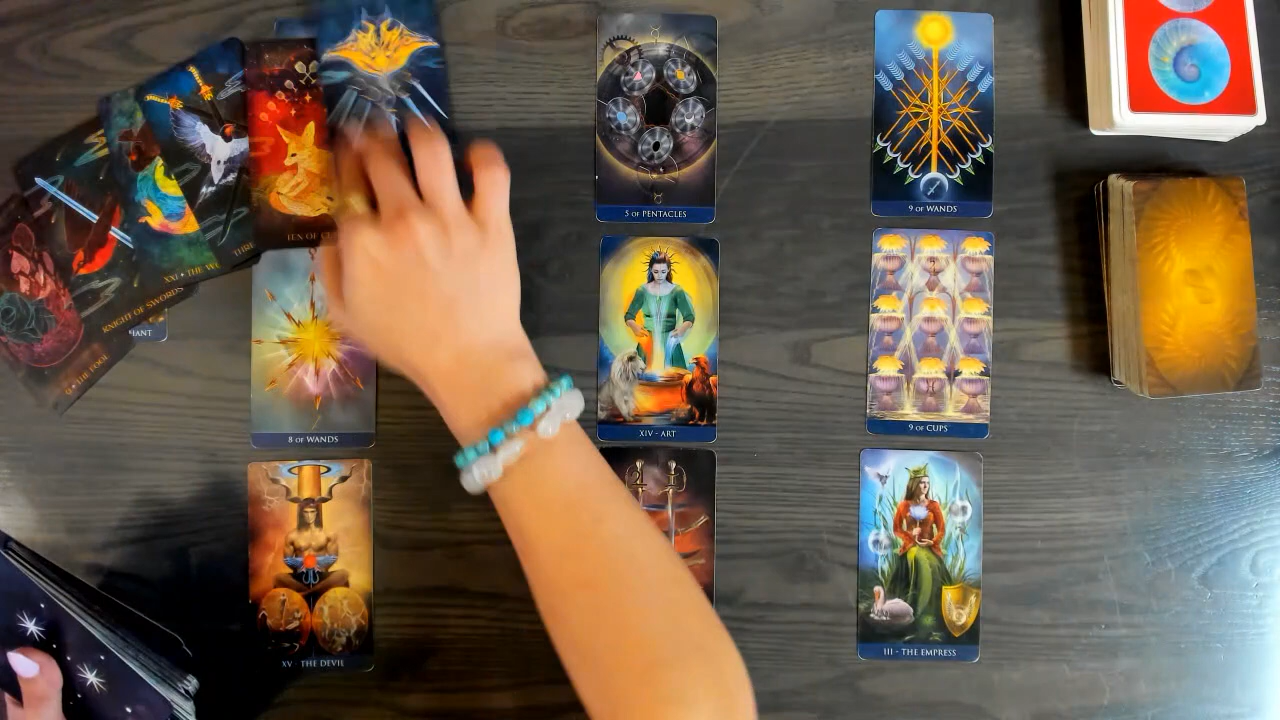 5 OF PENTACLES
9 OF WANDS
TEN OF
XXI • THE
KNIGHT OF SWORDS
0 • THE FOOL
8 OF WANDS
XIV - ART
9 OF CUPS
XV - THE DEVIL
III - THE EMPRESS